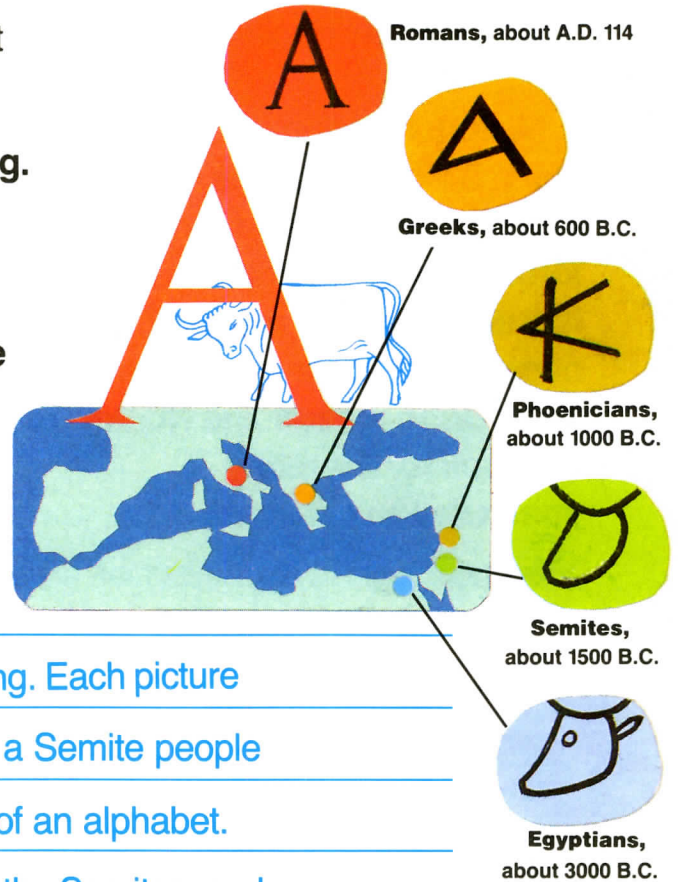 t
Romans, about A.D. 114
A
A
g.
Greeks, about 600 B.C.
A
e
Phoenicians,
about 1000 B.C.
Semites,
about 1500 B.C.
ng. Each picture
a Semite people
of an alphabet.
Egyptians,
about 3000 B.C.